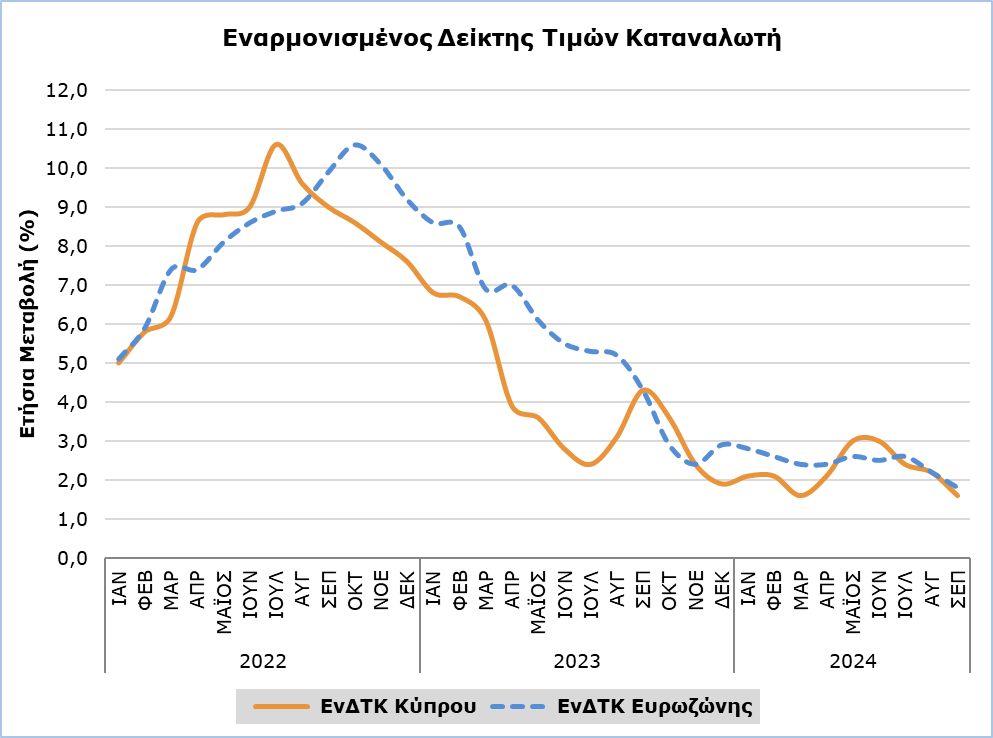 Εναρμονισμένος Δείκτης Τιμών Καταναλωτή
Ετήσια Μεταβολή (%)
12,0
11,0
10,0
9,0
8,0
7,0
6,0
5,0
4,0
3,0
2,0
1,0
0,0
ΙΑΝ ΦΕΒ ΜΑΡ ΑΠΡ ΜΑΪΟΣ ΙΟΥΝ ΙΟΥΛ ΑΥΓ ΣΕΠ ΟΚΤ ΝΟΕ ΔΕΚ ΙΑΝ ΦΕΒ ΜΑΡ ΑΠΡ ΜΑΪΟΣ ΙΟΥΝ ΙΟΥΛ ΑΥΓ ΣΕΠ ΟΚΤ ΝΟΕ ΔΕΚ ΙΑΝ ΦΕΒ ΜΑΡ ΑΠΡ ΜΑΪΟΣ ΙΟΥΝ ΙΟΥΛ ΑΥΓ ΣΕΠ
2022 2023 2024
ΕνΔΤΚ Κύπρου ΕνΔΤΚ Ευρωζώνης